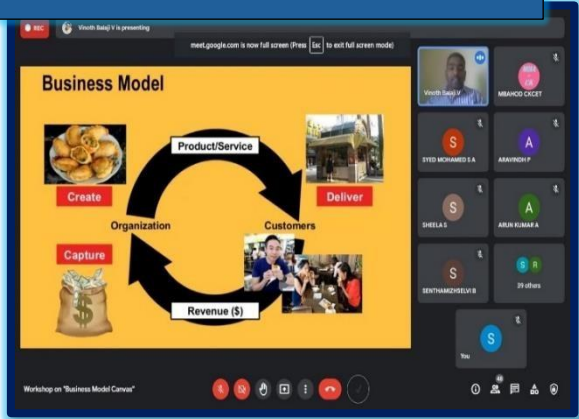 REC
Vinoth Balaji V is presenting
meet.google.com is now full screen (Press Esc to exit full screen mode)
Business Model
Product/Service
Create
Deliver
Organization
Customers
Capture
Revenue ($)
Vinoth Balaji V
MBAHOD CKCET
S
SYED MOHAMED S A
A
ARAVINDH P
S
SHEELA S
A
ARUN KUMAR A
S
SENTHAMIZHSELVI B
S R
39 others
S
You
Workshop on "Business Model Canvas"